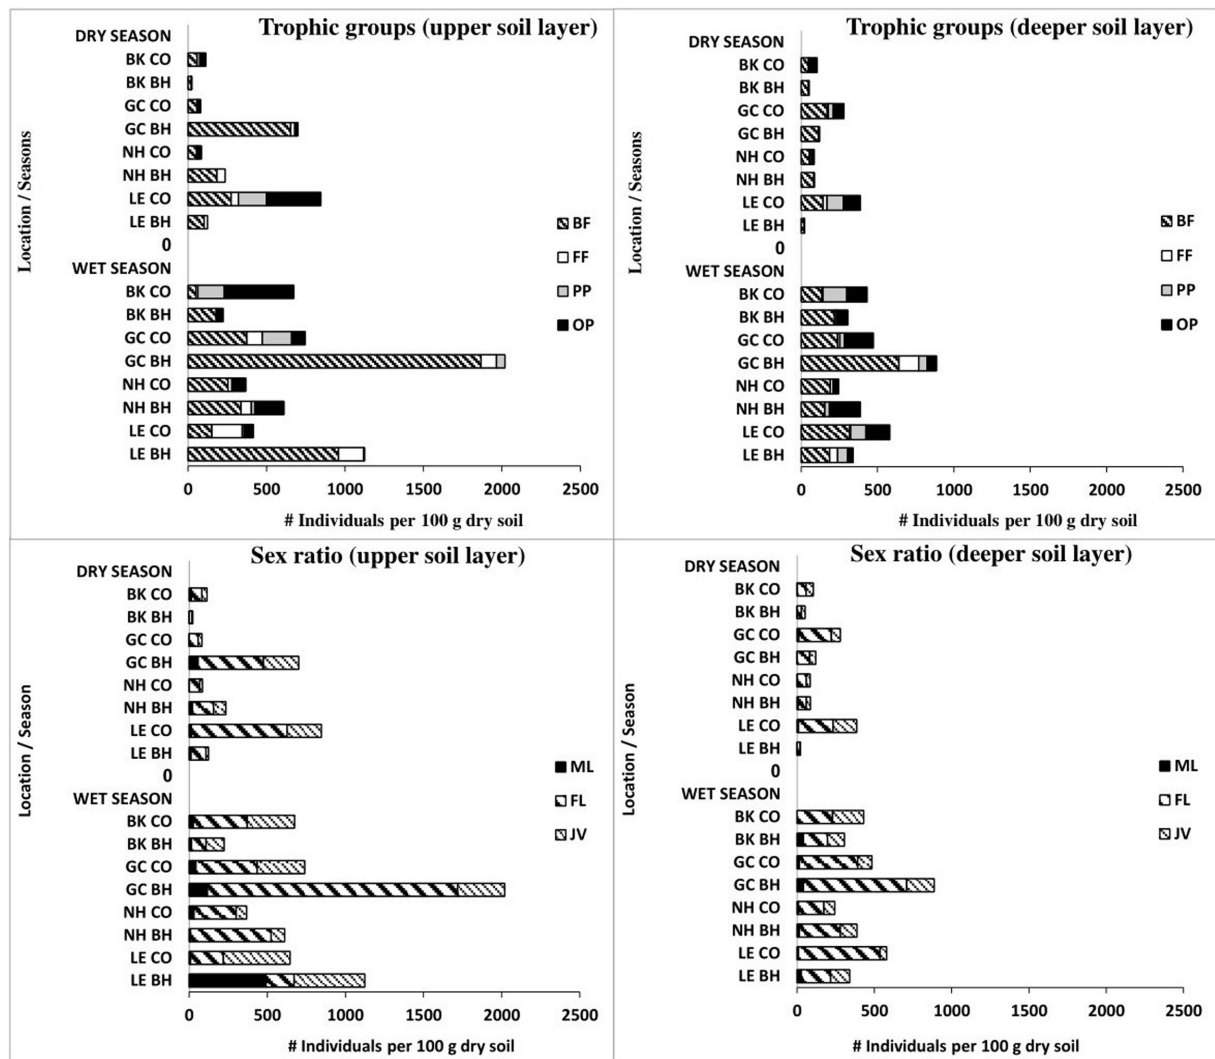 Trophic groups (upper soil layer)
DRY SEASON
BK CO
BK BH
GC CO
GC BH
NH CO
NH BH
LE CO
LE BH
0
WET SEASON
BK CO
BK BH
GC CO
GC BH
NH CO
NH BH
LE CO
LE BH
Location / Seasons
BF
FF
PP
OP
0 500 1000 1500 2000 2500
# Individuals per 100 g dry soil
Trophic groups (deeper soil layer)
DRY SEASON
BK CO
BK BH
GC CO
GC BH
NH CO
NH BH
LE CO
LE BH
0
WET SEASON
BK CO
BK BH
GC CO
GC BH
NH CO
NH BH
LE CO
LE BH
Location / Seasons
BF
FF
PP
OP
0 500 1000 1500 2000 2500
# Individuals per 100 g dry soil
Sex ratio (upper soil layer)
DRY SEASON
BK CO
BK BH
GC CO
GC BH
NH CO
NH BH
LE CO
LE BH
0
WET SEASON
BK CO
BK BH
GC CO
GC BH
NH CO
NH BH
LE CO
LE BH
Location / Season
ML
FL
JV
0 500 1000 1500 2000 2500
# Individuals per 100 g dry soil
Sex ratio (deeper soil layer)
DRY SEASON
BK CO
BK BH
GC CO
GC BH
NH CO
NH BH
LE CO
LE BH
0
WET SEASON
BK CO
BK BH
GC CO
GC BH
NH CO
NH BH
LE CO
LE BH
Location / Season
ML
FL
JV
0 500 1000 1500 2000 2500
# Individuals per 100 g dry soil